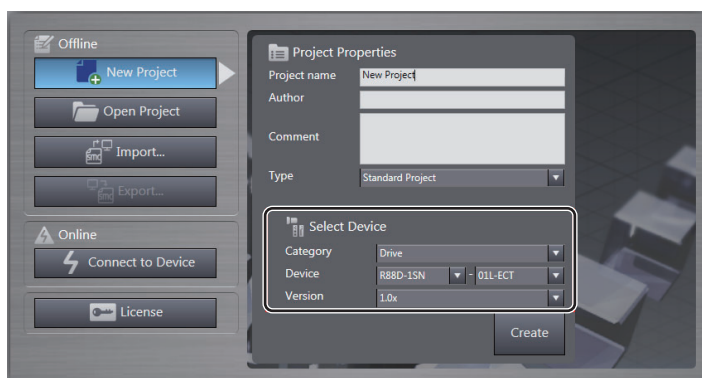 Offline
New Project
Open Project
Import...
Export...
Online
Connect to Device
License
Project Properties
Project name New Project
Author
Comment
Type Standard Project
Select Device
Category Drive
Device R88D-1SN - 01L-ECT
Version 1.0x
Create